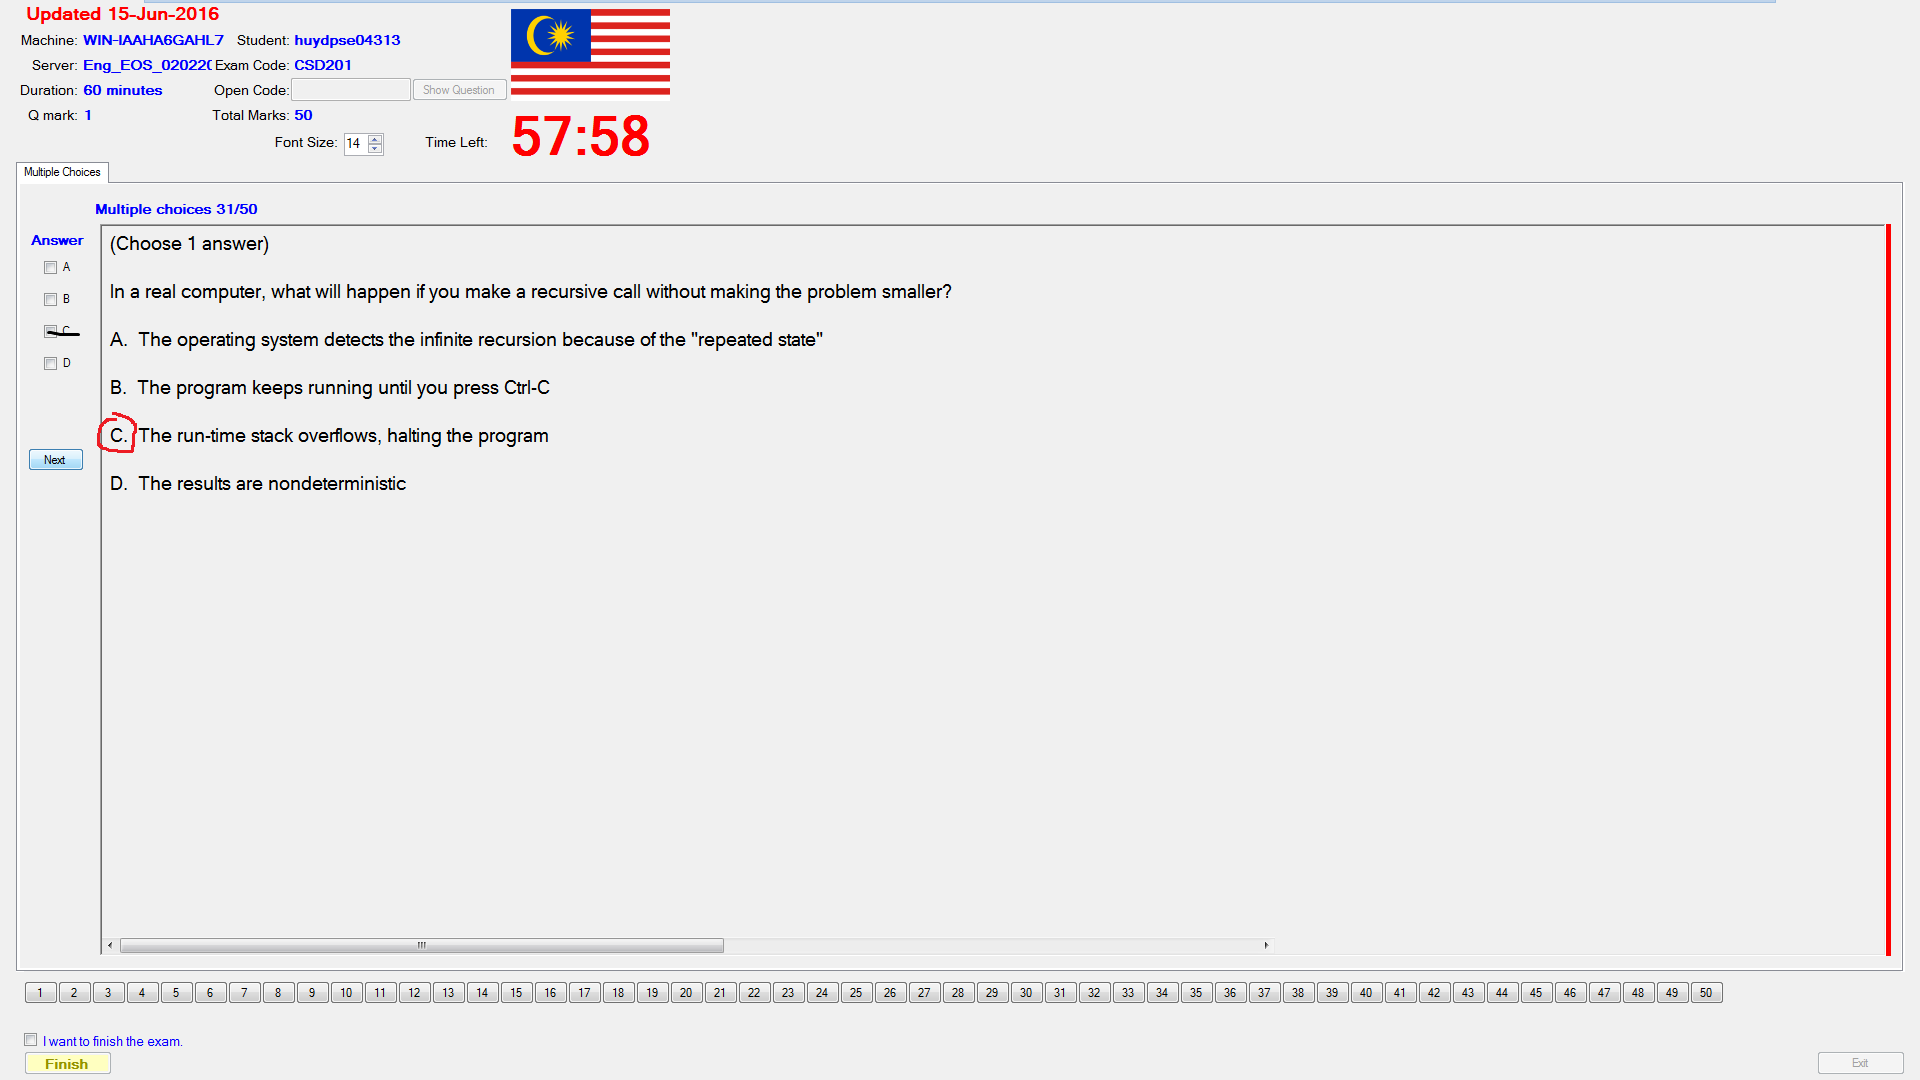 Updated 15-Jun-2016
Machine: WIN-IAAHA6GAHL7 Student: huydpse04313
Server: Eng_EOS_020220 Exam Code: CSD201
Duration: 60 minutes Open Code: Show Question
Q mark: 1 Total Marks: 50
Font Size: 14 Time Left: 57:58
Multiple Choices
Multiple choices 31/50
Answer
A
B
C
D
Next
(Choose 1 answer)
In a real computer, what will happen if you make a recursive call without making the problem smaller?
A. The operating system detects the infinite recursion because of the "repeated state"
B. The program keeps running until you press Ctrl-C
C. The run-time stack overflows, halting the program
D. The results are nondeterministic
1 2 3 4 5 6 7 8 9 10 11 12 13 14 15 16 17 18 19 20 21 22 23 24 25 26 27 28 29 30 31 32 33 34 35 36 37 38 39 40 41 42 43 44 45 46 47 48 49 50
I want to finish the exam.
Finish
Exit